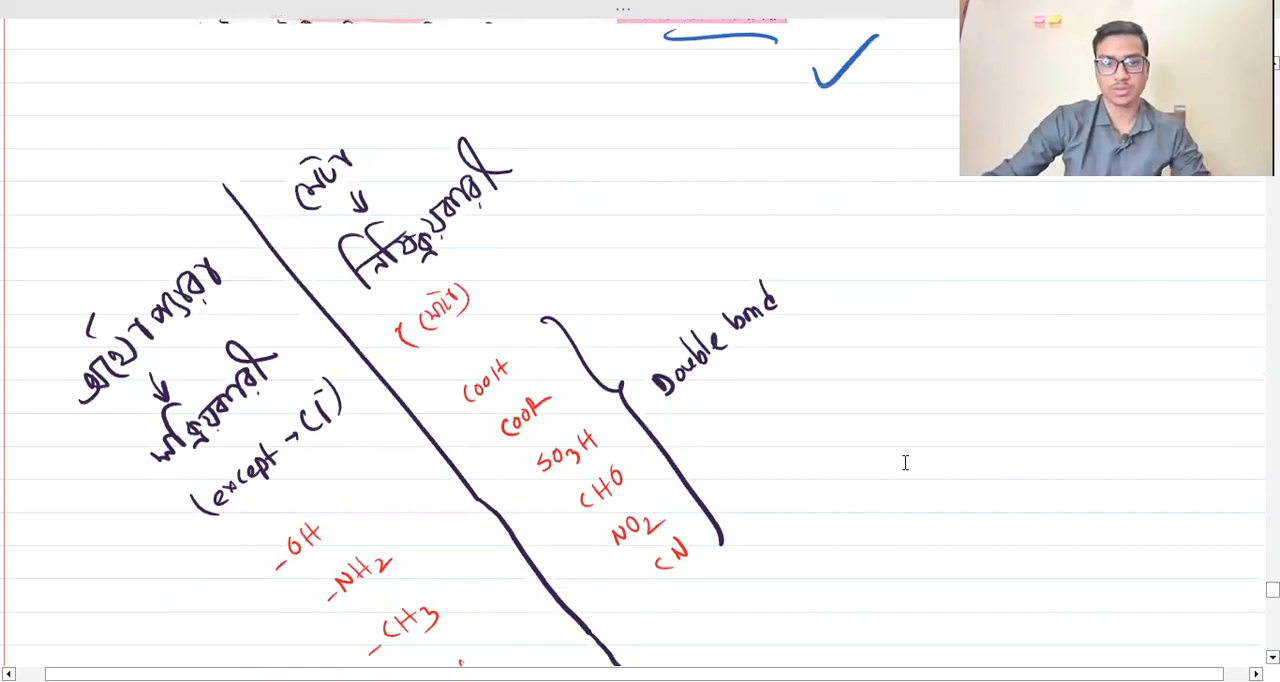 মেটা
নিষ্ক্রিয়কারী
(মেটা)
COOH
COOR
SO3H
CHO
NO2
CN
Double bond
অর্থো প্যারা
সক্রিয়কারী
(except → Cl)
-OH
-NH2
-CH3